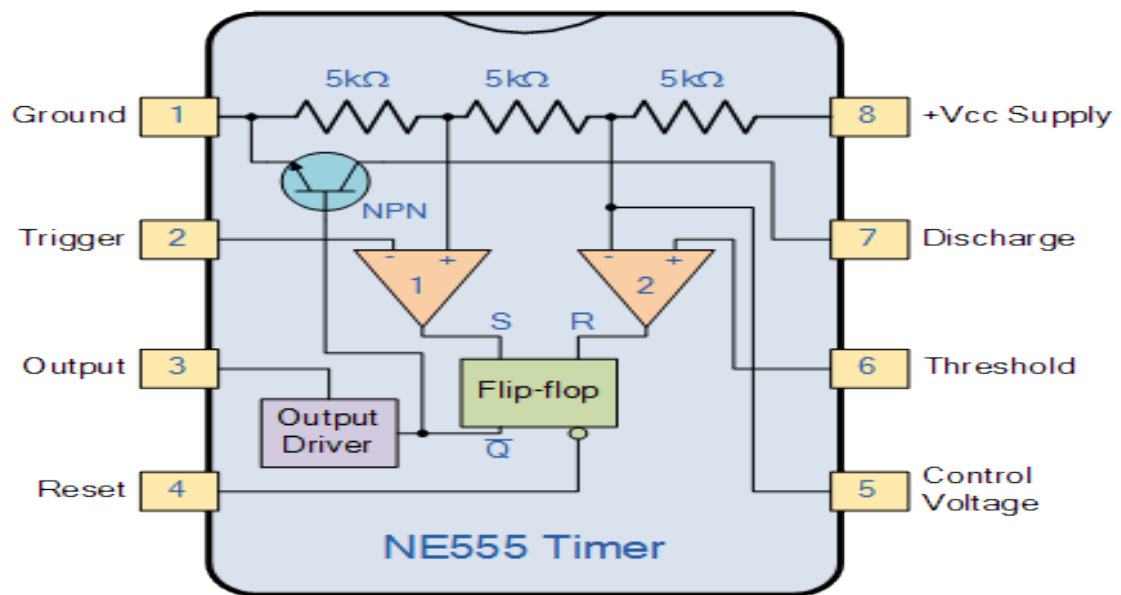 5kΩ 5kΩ 5kΩ
Ground 1 8 +Vcc Supply
NPN
Trigger 2 7 Discharge
- + - +
1 2
S R
Output 3 6 Threshold
Flip-flop
Output
Driver
Q̅
Reset 4 5 Control
Voltage
NE555 Timer